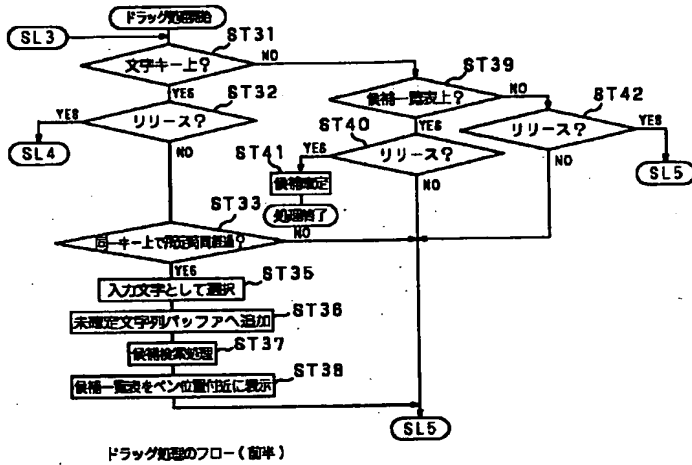 ドラッグ処理開始
SL3
ST31
文字キー上?
NO
YES
ST39
候補一覧表上?
NO
YES
ST32
リリース?
YES
NO
SL4
ST40
リリース?
YES
NO
ST42
リリース?
YES
NO
SL5
ST41
候補確定
処理終了
ST33
同一キー上で所定時間経過?
NO
YES
ST35
入力文字として選択
ST36
未確定文字列バッファへ追加
ST37
候補検索処理
ST38
候補一覧表をペン位置付近に表示
SL5
ドラッグ処理のフロー(前半)